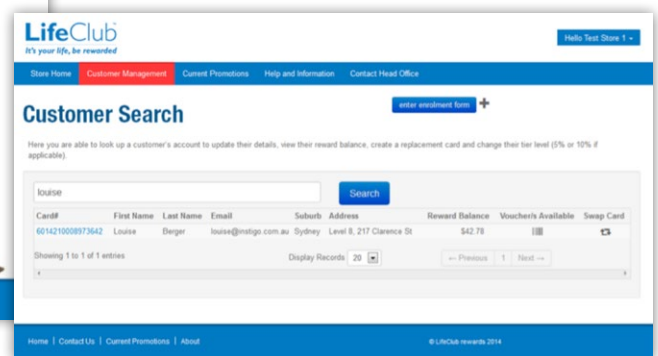 LifeClub
It's your life, be rewarded
Hello Test Store 1
Store Home Customer Management Current Promotions Help and Information Contact Head Office
Customer Search
enter enrolment form
Here you are able to look up a customer's account to update their details, view their reward balance, create a replacement card and change their tier level (5% or 10% if
applicable).
louise
Search
Card# First Name Last Name Email Suburb Address Reward Balance Voucher/s Available Swap Card
6014210008973642 Louise Berger louise@instigo.com.au Sydney Level 8, 217 Clarence St $42.78
Showing 1 to 1 of 1 entries
Display Records 20
← Previous 1 Next →
Home | Contact Us | Current Promotions | About
© LifeClub rewards 2014